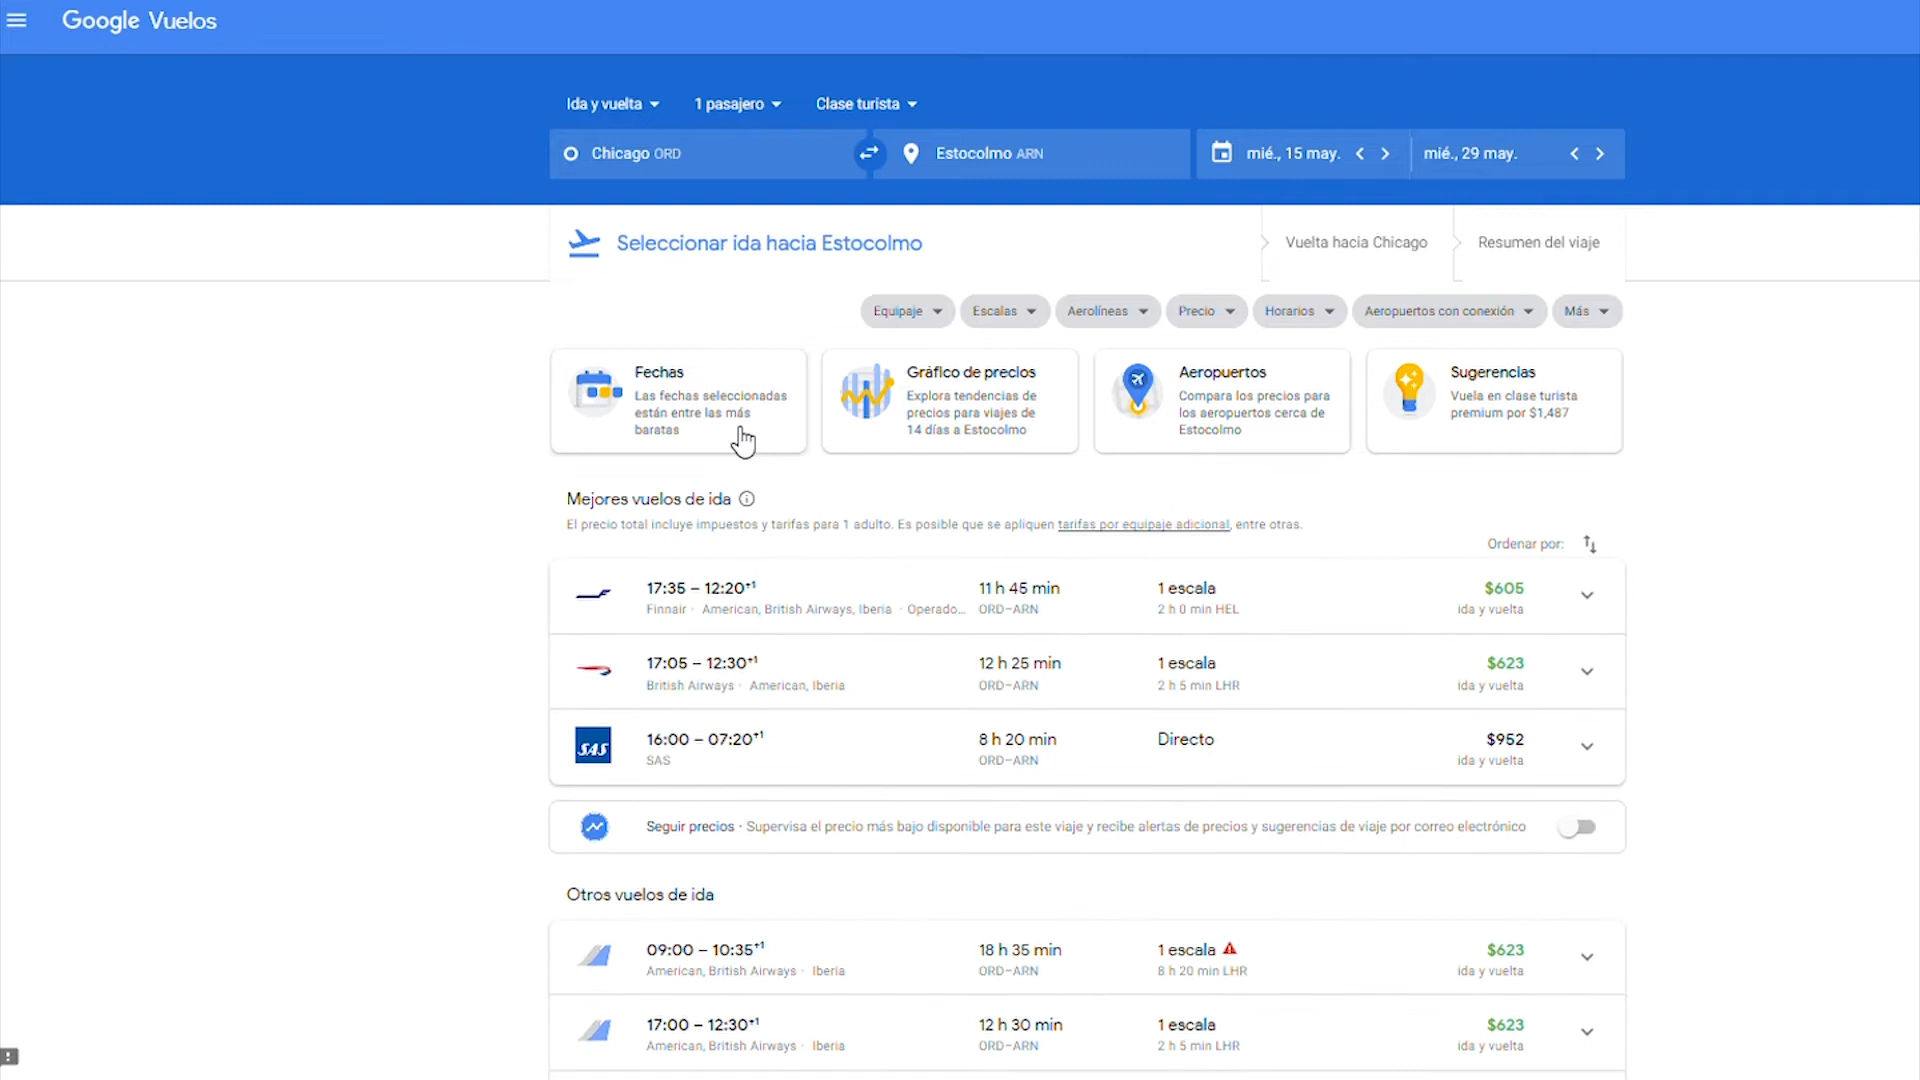 Google Vuelos
Ida y vuelta 1 pasajero Clase turista
Chicago ORD Estocolmo ARN mié., 15 may. mié., 29 may.
Seleccionar ida hacia Estocolmo Vuelta hacia Chicago Resumen del viaje
Equipaje Escalas Aerolíneas Precio Horarios Aeropuertos con conexión Más
Fechas
Las fechas seleccionadas
están entre las más
baratas
Gráfico de precios
Explora tendencias de
precios para viajes de
14 días a Estocolmo
Aeropuertos
Compara los precios para
los aeropuertos cerca de
Estocolmo
Sugerencias
Vuela en clase turista
premium por $1,487
Mejores vuelos de ida
El precio total incluye impuestos y tarifas para 1 adulto. Es posible que se apliquen tarifas por equipaje adicional, entre otras.
Ordenar por:
17:35 – 12:20+1 11 h 45 min 1 escala $605
Finnair · American, British Airways, Iberia · Operado... ORD–ARN 2 h 0 min HEL ida y vuelta
17:05 – 12:30+1 12 h 25 min 1 escala $623
British Airways · American, Iberia ORD–ARN 2 h 5 min LHR ida y vuelta
SAS 16:00 – 07:20+1 8 h 20 min Directo $952
SAS ORD–ARN ida y vuelta
Seguir precios · Supervisa el precio más bajo disponible para este viaje y recibe alertas de precios y sugerencias de viaje por correo electrónico
Otros vuelos de ida
09:00 – 10:35+1 18 h 35 min 1 escala $623
American, British Airways · Iberia ORD–ARN 8 h 20 min LHR ida y vuelta
17:00 – 12:30+1 12 h 30 min 1 escala $623
American, British Airways · Iberia ORD–ARN 2 h 5 min LHR ida y vuelta